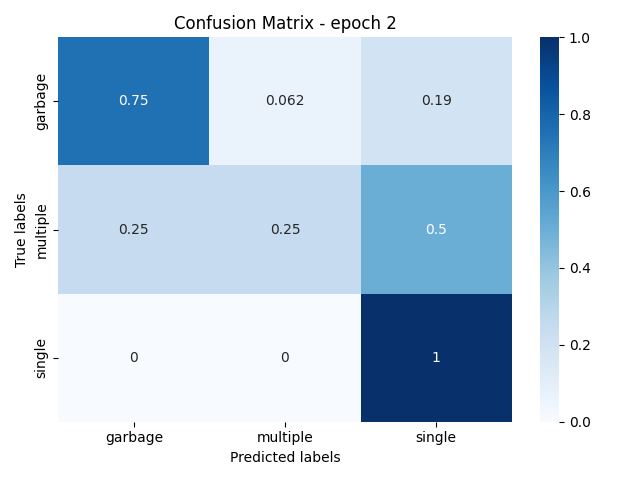 Confusion Matrix - epoch 2
garbage
0.75
0.062
0.19
multiple
0.25
0.25
0.5
single
0
0
1
True labels
garbage
multiple
single
Predicted labels
1.0
0.8
0.6
0.4
0.2
0.0